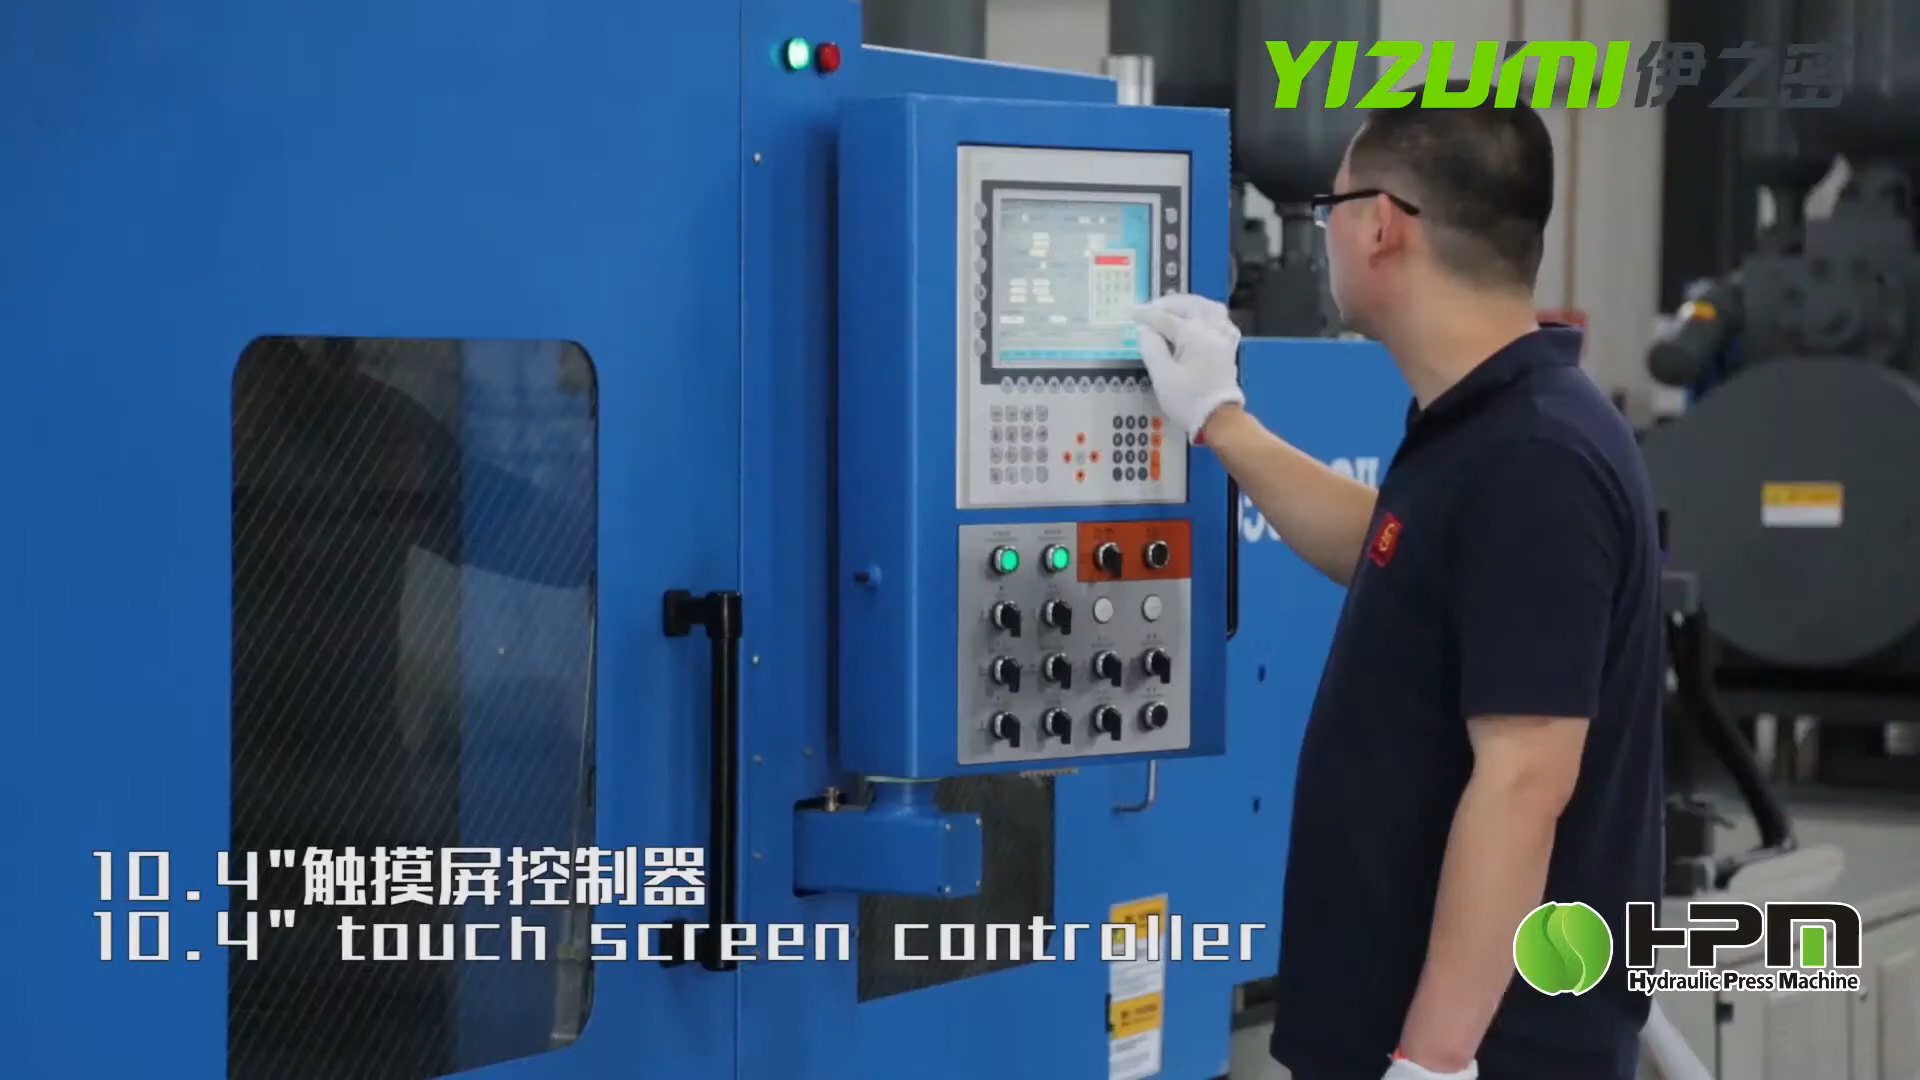 YIZUMI伊之密
10.4"触摸屏控制器
10.4" touch screen controller
HPM
Hydraulic Press Machine